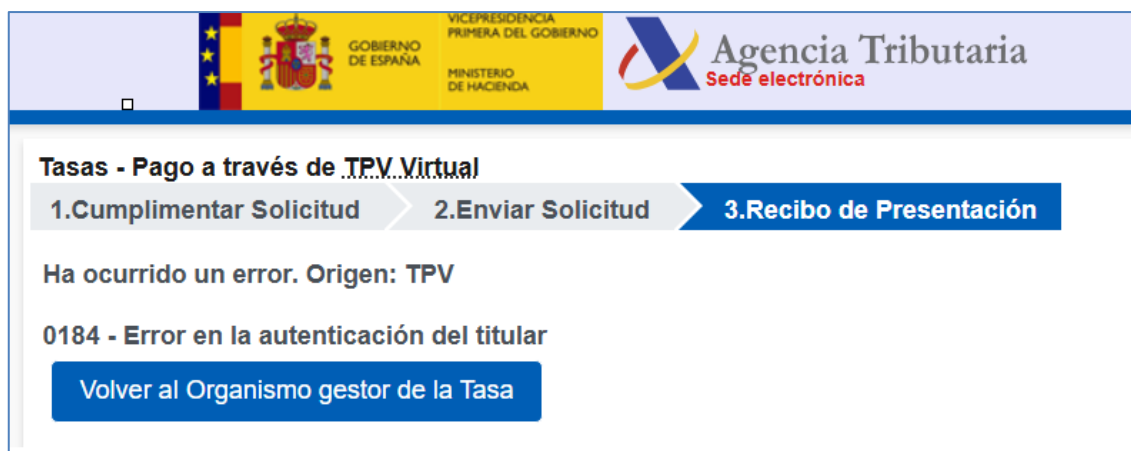 VICEPRESIDENCIA
PRIMERA DEL GOBIERNO
GOBIERNO
DE ESPAÑA
MINISTERIO
DE HACIENDA
Agencia Tributaria
Sede electrónica
Tasas - Pago a través de TPV Virtual
1.Cumplimentar Solicitud
2.Enviar Solicitud
3.Recibo de Presentación
Ha ocurrido un error. Origen: TPV
0184 - Error en la autenticación del titular
Volver al Organismo gestor de la Tasa